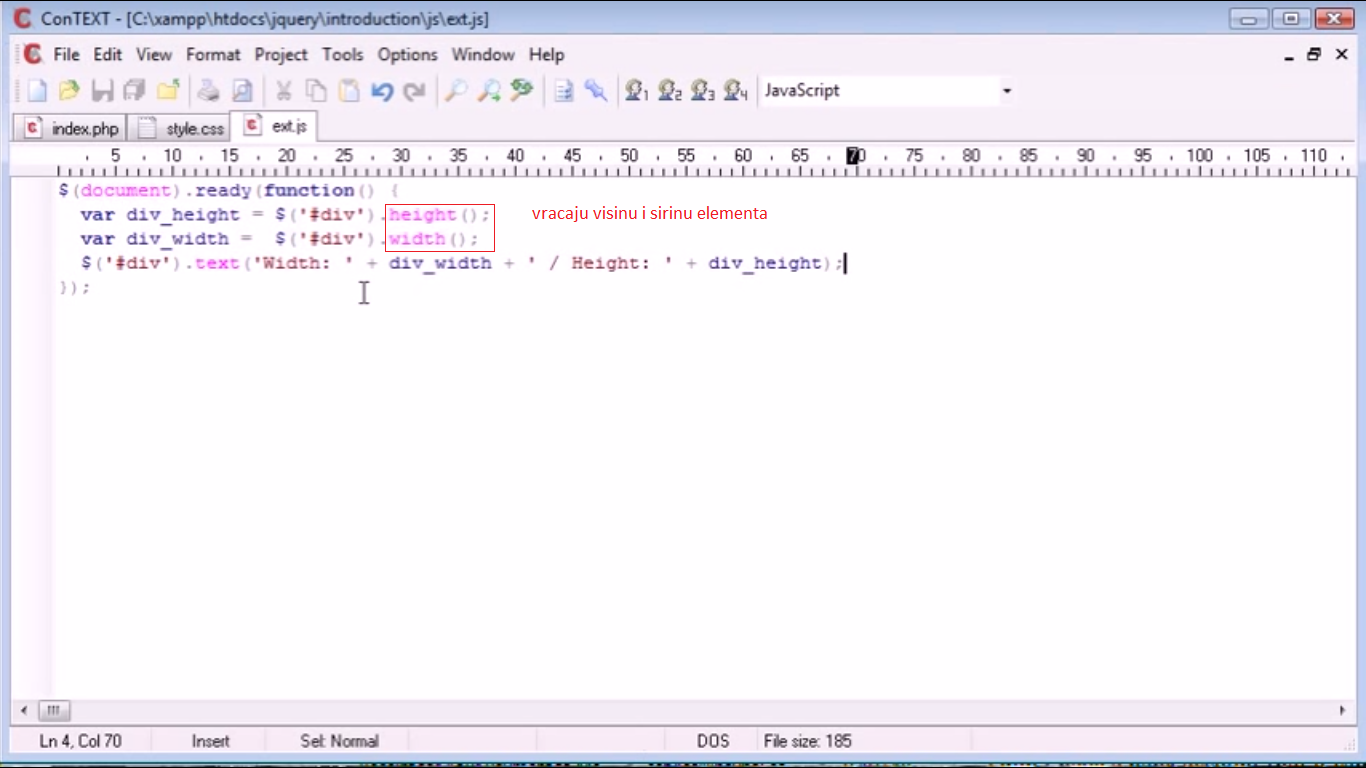 ConTEXT - [C:\xampp\htdocs\jquery\introduction\js\ext.js]
File Edit View Format Project Tools Options Window Help
1 2 3 4 JavaScript
index.php style.css ext.js
5 10 15 20 25 30 35 40 45 50 55 60 65 70 75 80 85 90 95 100 105 110
$(document).ready(function() {
var div_height = $('#div').height(); vracaju visinu i sirinu elementa
var div_width =  $('#div').width();
$('#div').text('Width: ' + div_width + ' / Height: ' + div_height);
});
Ln 4, Col 70 Insert Sel: Normal DOS File size: 185